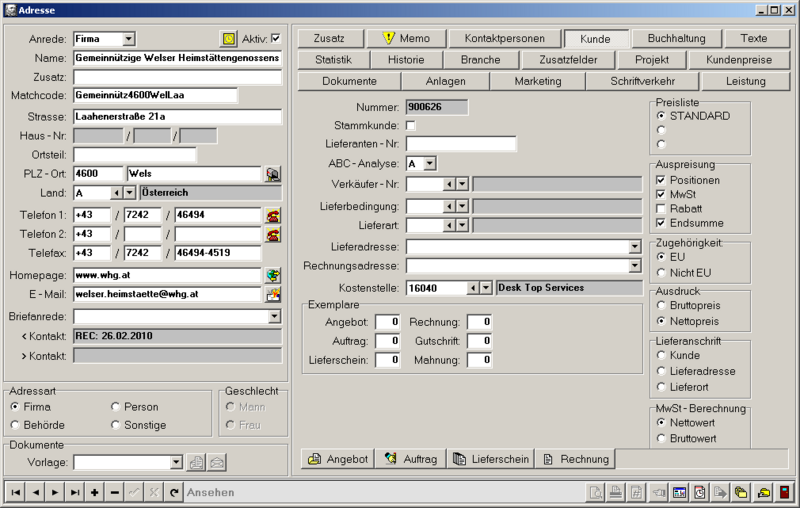 Adresse
Anrede: Firma Aktiv:
Name: Gemeinnützige Welser Heimstättengenossens
Zusatz:
Matchcode: Gemeinnütz4600WelLaa
Strasse: Laahenerstraße 21a
Haus - Nr: / /
Ortsteil:
PLZ - Ort: 4600 Wels
Land: A Österreich
Telefon 1: +43 / 7242 / 46494
Telefon 2: +43 / /
Telefax: +43 / 7242 / 46494-4519
Homepage: www.whg.at
E - Mail: welser.heimstaette@whg.at
Briefanrede:
< Kontakt: REC: 26.02.2010
> Kontakt:
Adressart
Firma Person
Behörde Sonstige
Geschlecht
Mann
Frau
Dokumente
Vorlage:
Zusatz Memo Kontaktpersonen Kunde Buchhaltung Texte
Statistik Historie Branche Zusatzfelder Projekt Kundenpreise
Dokumente Anlagen Marketing Schriftverkehr Leistung
Nummer: 900626
Stammkunde:
Lieferanten - Nr:
ABC - Analyse: A
Verkäufer - Nr:
Lieferbedingung:
Lieferart:
Lieferadresse:
Rechnungsadresse:
Kostenstelle: 16040 Desk Top Services
Exemplare
Angebot: 0 Rechnung: 0
Auftrag: 0 Gutschrift: 0
Lieferschein: 0 Mahnung: 0
Preisliste
STANDARD
Auspreisung
Positionen
MwSt
Rabatt
Endsumme
Zugehörigkeit
EU
Nicht EU
Ausdruck
Bruttopreis
Nettopreis
Lieferanschrift
Kunde
Lieferadresse
Lieferort
MwSt - Berechnung
Nettowert
Bruttowert
Angebot Auftrag Lieferschein Rechnung
Ansehen